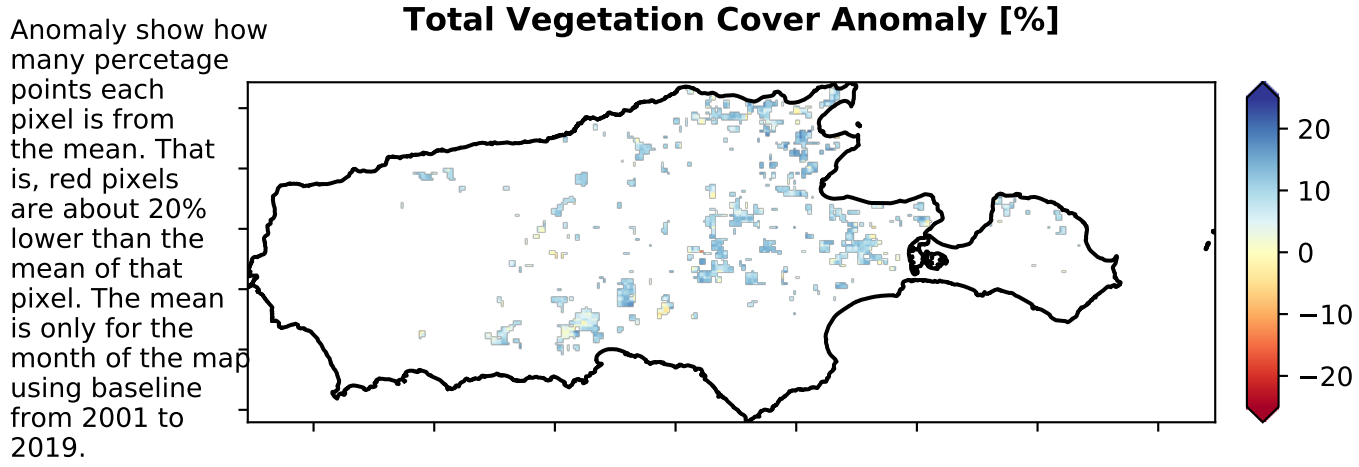 Total Vegetation Cover Anomaly [%]
Anomaly show how
many percetage
points each
pixel is from
the mean. That
is, red pixels
are about 20%
lower than the
mean of that
pixel. The mean
is only for the
month of the map
using baseline
from 2001 to
2019.
20
10
0
−10
−20